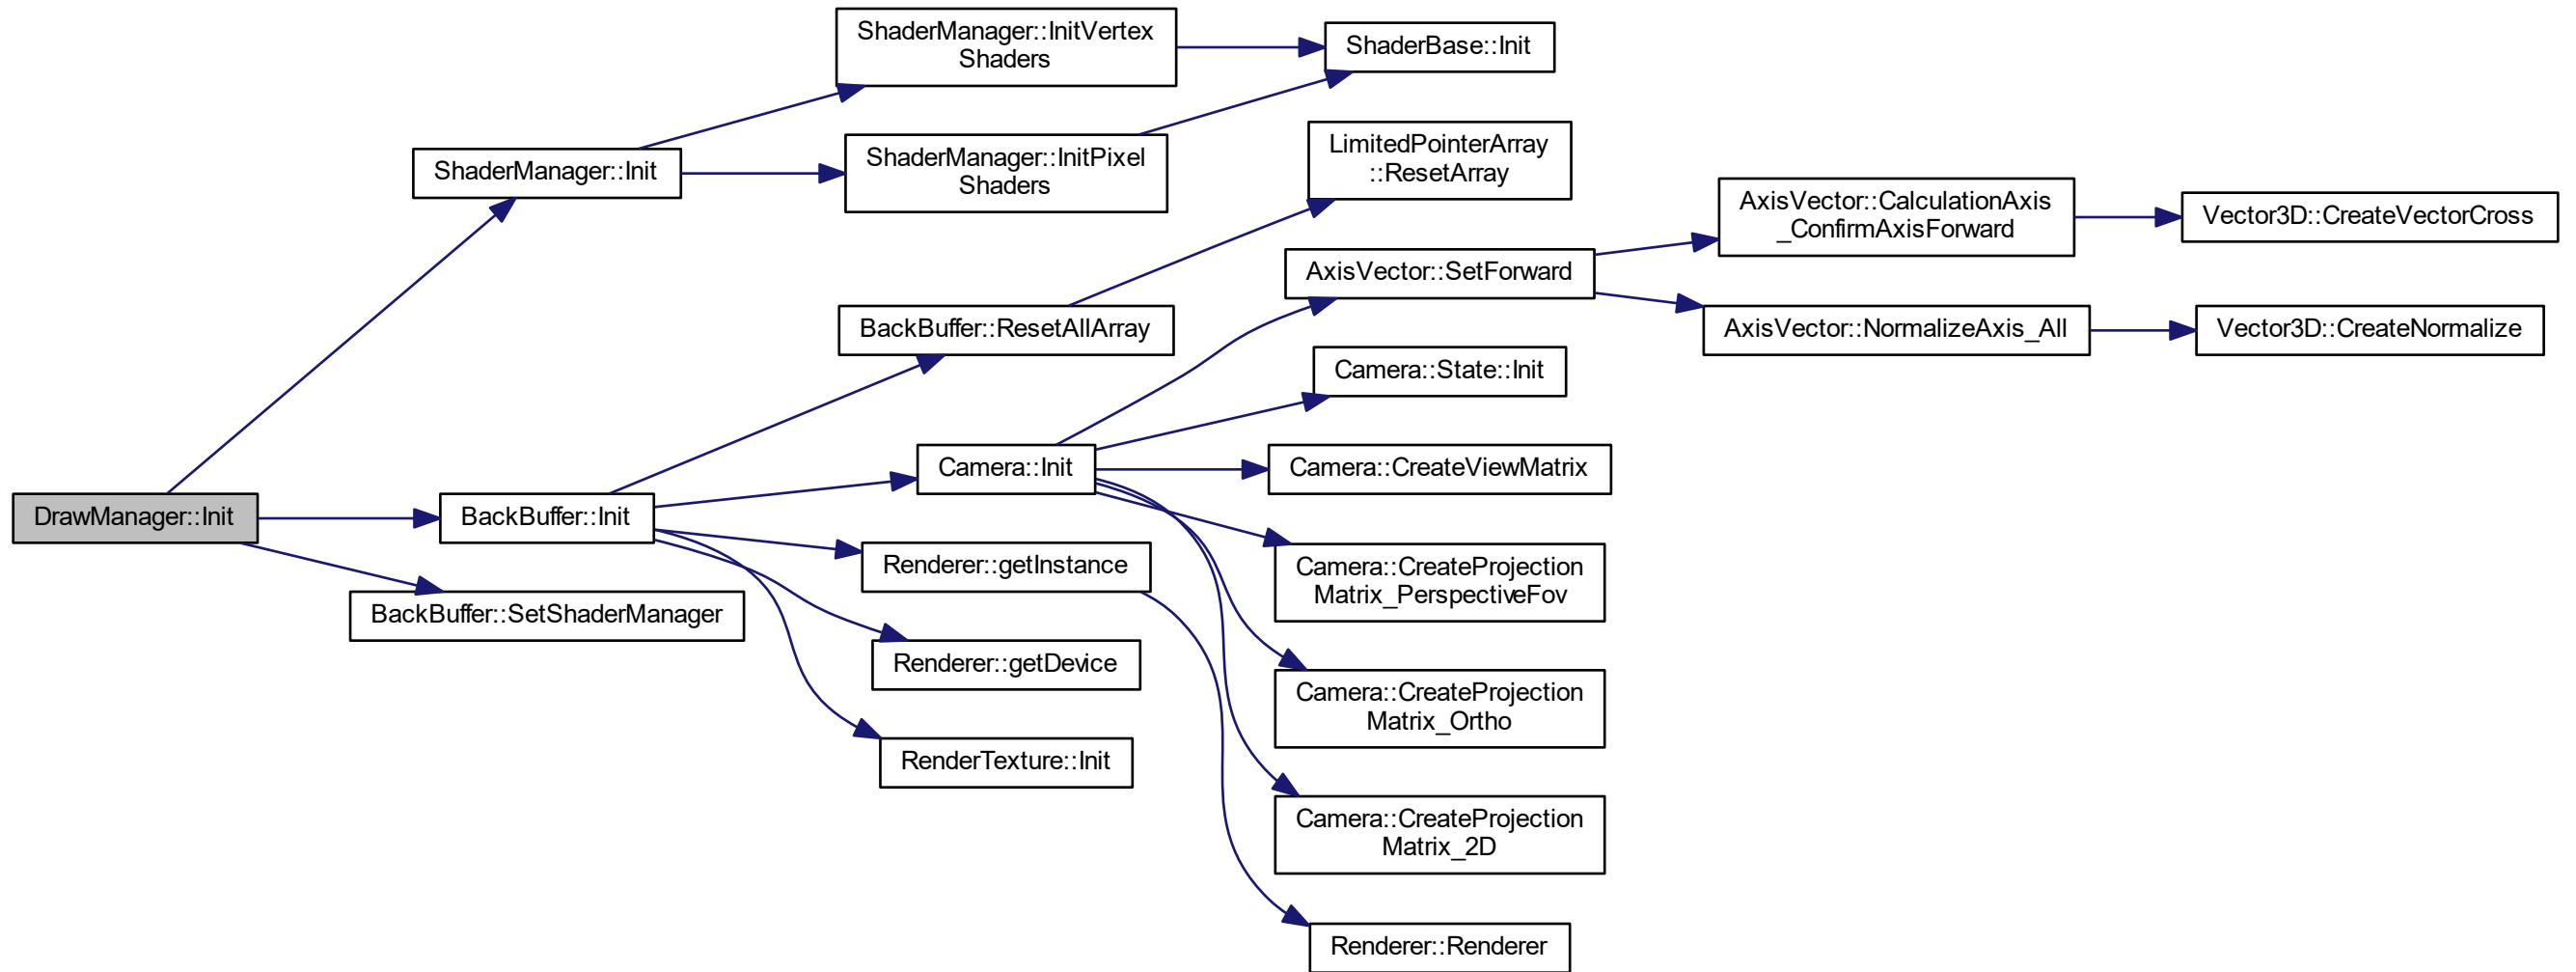 ShaderManager::InitVertex
Shaders
ShaderBase::Init
LimitedPointerArray
::ResetArray
ShaderManager::InitPixel
Shaders
ShaderManager::Init
AxisVector::CalculationAxis
_ConfirmAxisForward
Vector3D::CreateVectorCross
AxisVector::SetForward
BackBuffer::ResetAllArray
AxisVector::NormalizeAxis_All
Vector3D::CreateNormalize
Camera::State::Init
Camera::Init
Camera::CreateViewMatrix
DrawManager::Init
BackBuffer::Init
Renderer::getInstance
Camera::CreateProjection
Matrix_PerspectiveFov
BackBuffer::SetShaderManager
Renderer::getDevice
Camera::CreateProjection
Matrix_Ortho
RenderTexture::Init
Camera::CreateProjection
Matrix_2D
Renderer::Renderer